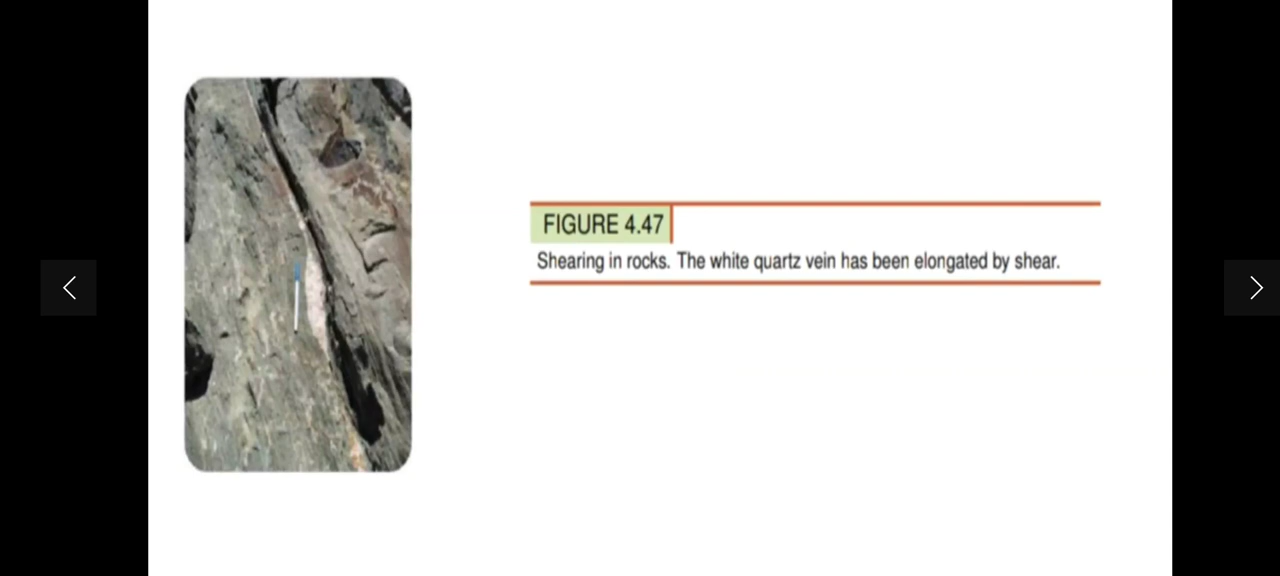 FIGURE 4.47
Shearing in rocks. The white quartz vein has been elongated by shear.